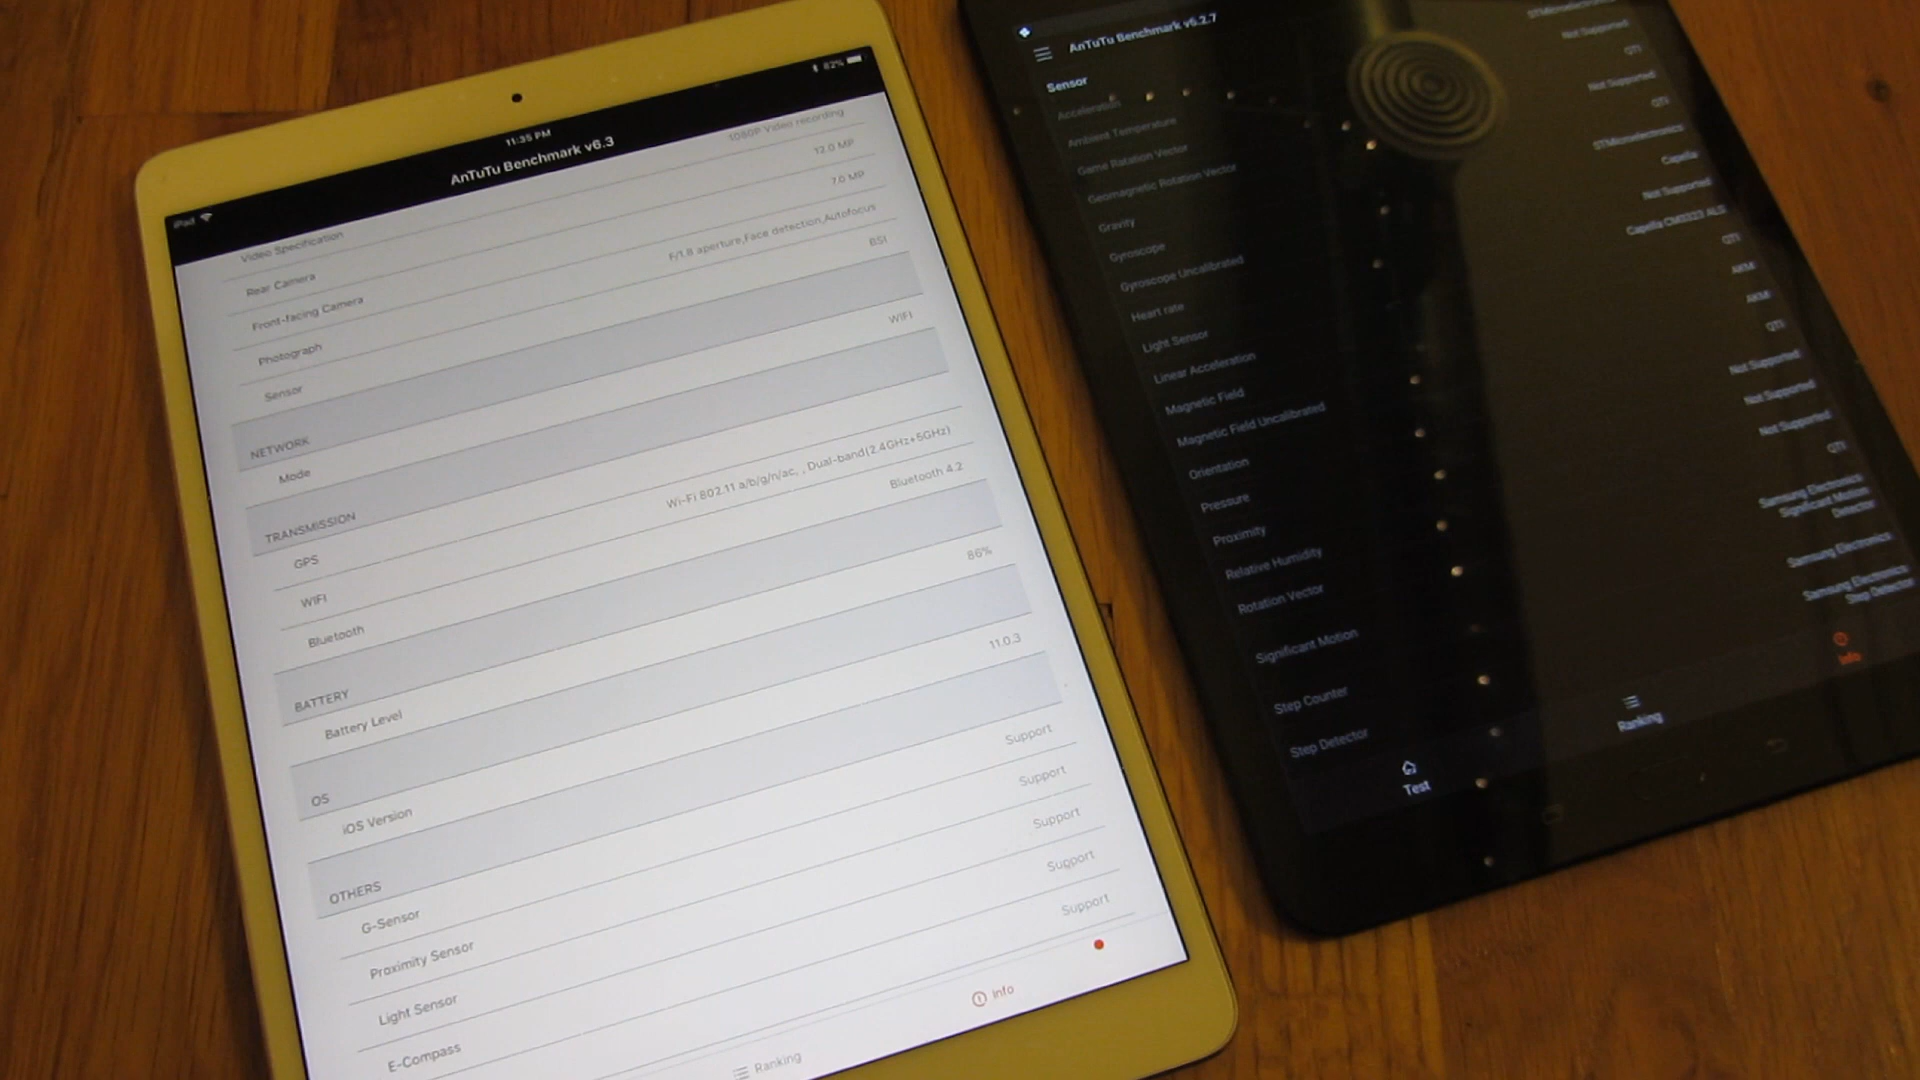 iPad 11:35 PM 82%
AnTuTu Benchmark v6.3
Video Specification 1080P Video recording
Rear Camera 12.0 MP
Front-facing Camera 7.0 MP
Photograph F/1.8 aperture,Face detection,Autofocus
Sensor BSI
NETWORK
Mode WIFI
TRANSMISSION
GPS
WIFI Wi-Fi 802.11 a/b/g/n/ac, , Dual-band(2.4GHz+5GHz)
Bluetooth Bluetooth 4.2
BATTERY
Battery Level 86%
OS
iOS Version 11.0.3
OTHERS
G-Sensor Support
Proximity Sensor Support
Light Sensor Support
E-Compass Support
Support
Ranking Info
AnTuTu Benchmark v6.2.7
Sensor
Acceleration STMicroelectronics
Ambient Temperature Not Supported
Game Rotation Vector QTI
Geomagnetic Rotation Vector Not Supported
Gravity QTI
Gyroscope STMicroelectronics
Gyroscope Uncalibrated Capella
Heart rate Not Supported
Light Sensor Capella CM3323 ALS
Linear Acceleration QTI
Magnetic Field AKM
Magnetic Field Uncalibrated AKM
Orientation QTI
Pressure Not Supported
Proximity Not Supported
Relative Humidity Not Supported
Rotation Vector QTI
Significant Motion Samsung Electronics
Significant Motion
Detector
Step Counter Samsung Electronics
Step Detector Samsung Electronics
Step Detector
Test Ranking Info